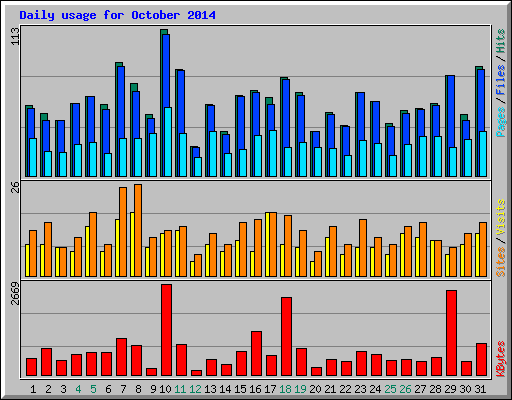 Daily usage for October 2014
113
Pages / Files / Hits
26
Sites / Visits
2669
KBytes
1 2 3 4 5 6 7 8 9 10 11 12 13 14 15 16 17 18 19 20 21 22 23 24 25 26 27 28 29 30 31